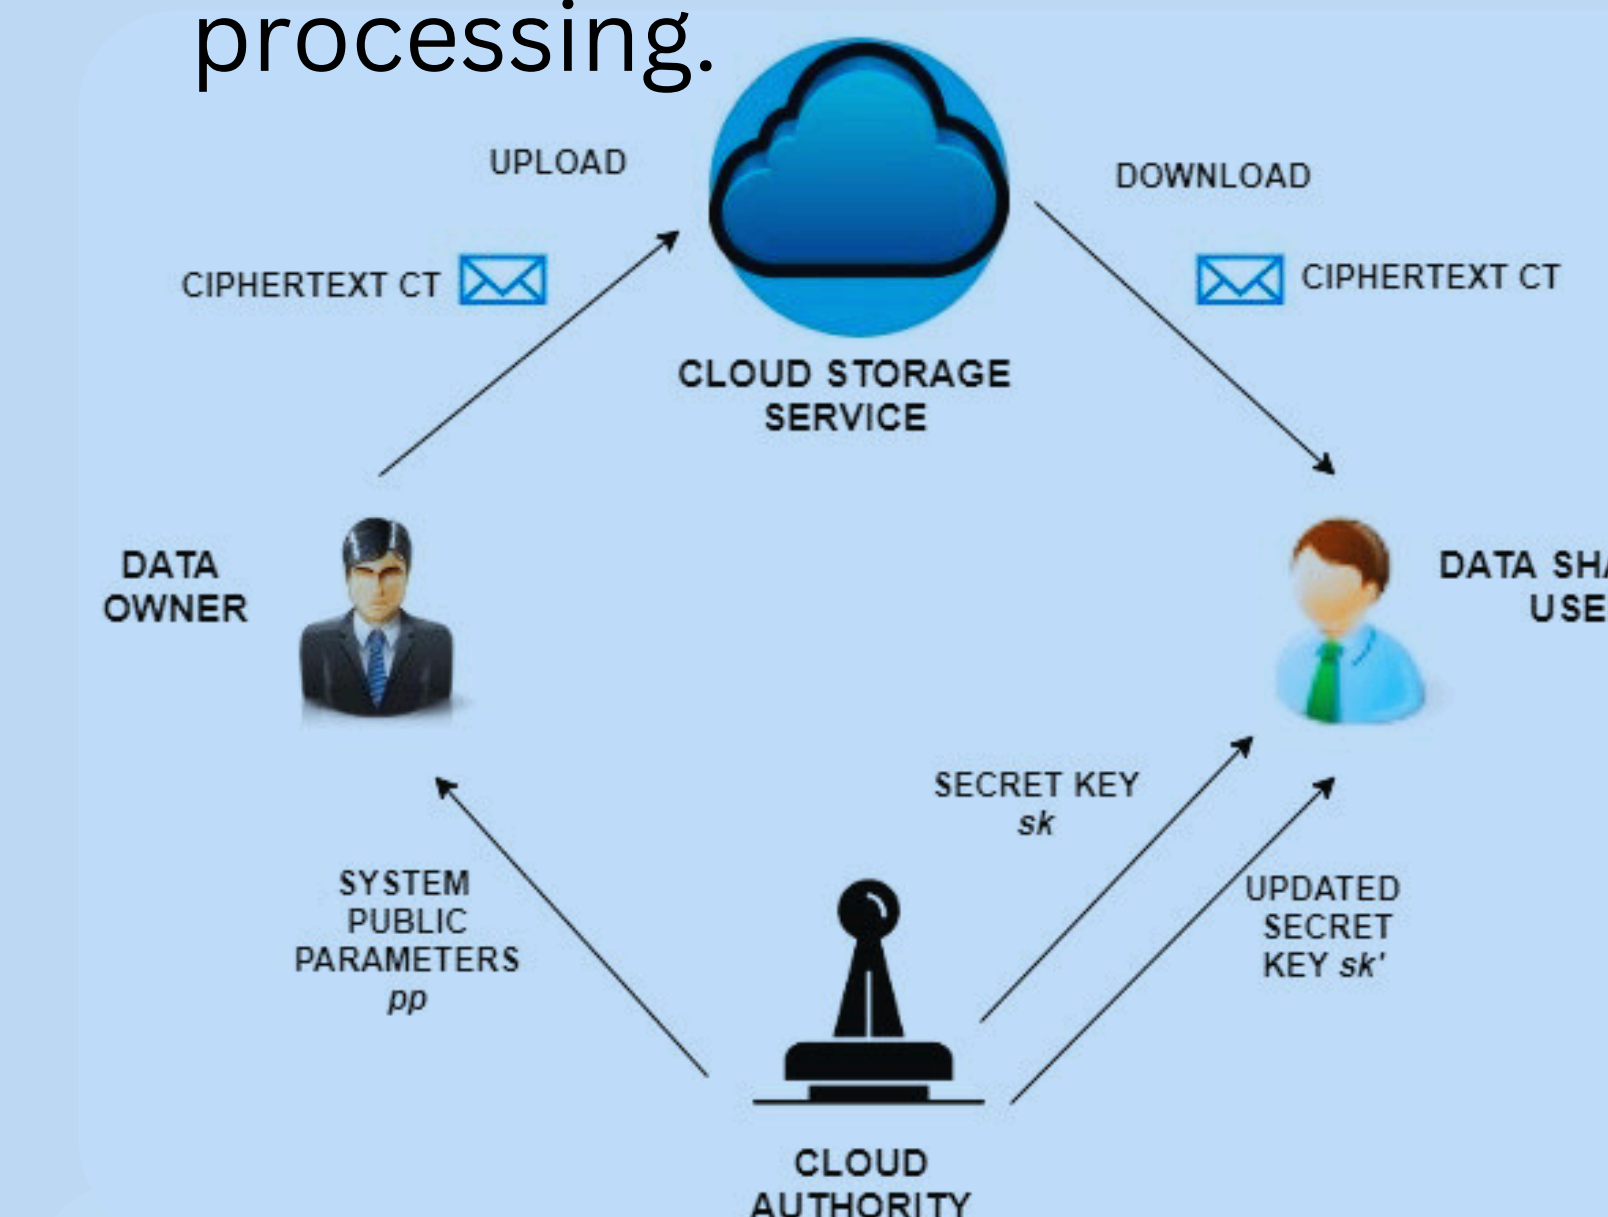 processing.
UPLOAD
DOWNLOAD
CIPHERTEXT CT
CIPHERTEXT CT
CLOUD STORAGE
SERVICE
DATA
OWNER
DATA
SECRET KEY
sk
SYSTEM
PUBLIC
PARAMETERS
pp
UPDATED
SECRET
KEY sk'
CLOUD
AUTHORITY